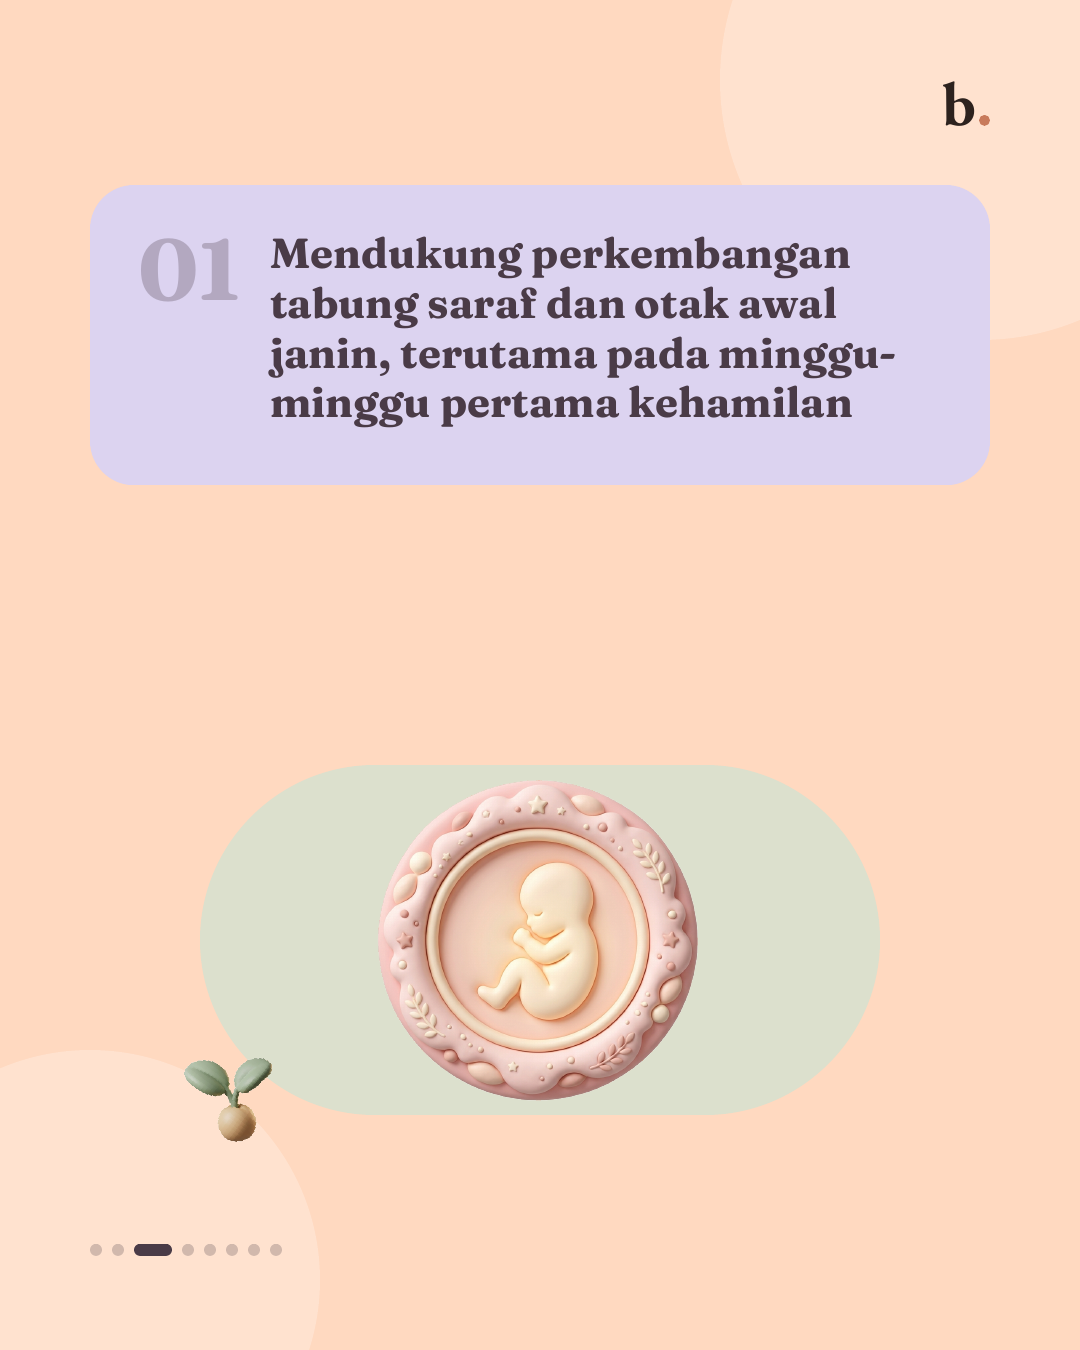 b.
01
Mendukung perkembangan
tabung saraf dan otak awal
janin, terutama pada minggu-
minggu pertama kehamilan